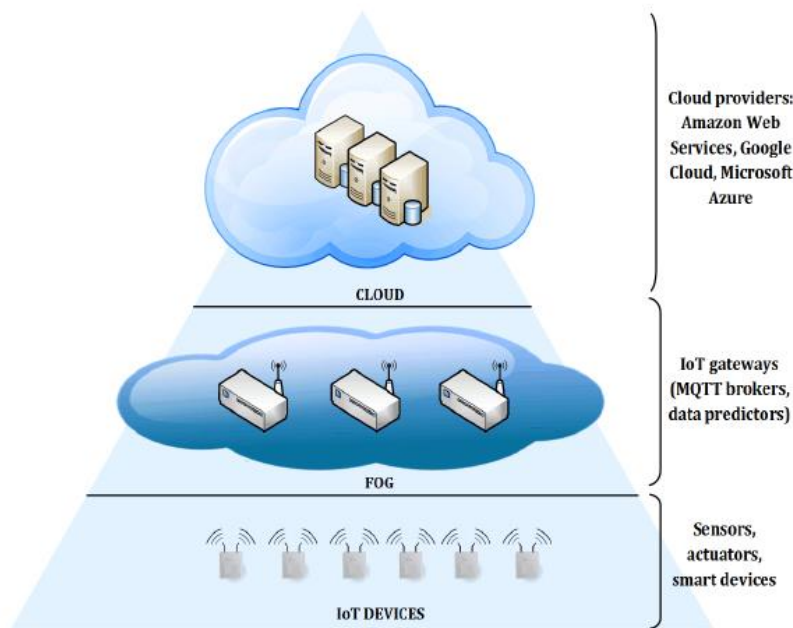 Cloud providers:
Amazon Web
Services, Google
Cloud, Microsoft
Azure
CLOUD
IoT gateways
(MQTT brokers,
data predictors)
FOG
Sensors,
actuators,
smart devices
IoT DEVICES